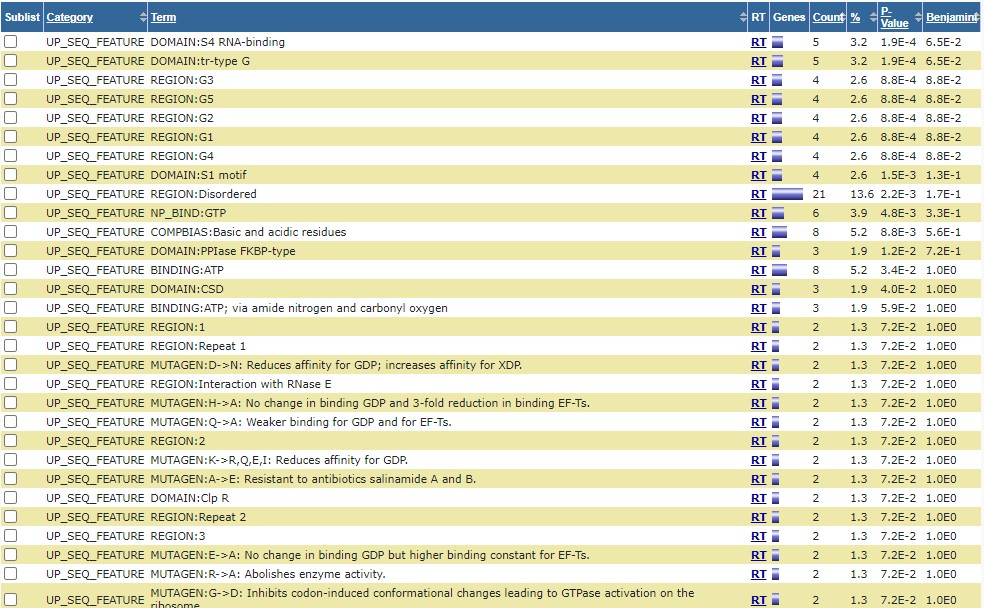 Sublist Category Term RT Genes Count % P-Value Benjamini
UP_SEQ_FEATURE DOMAIN:S4 RNA-binding RT 5 3.2 1.9E-4 6.5E-2
UP_SEQ_FEATURE DOMAIN:tr-type G RT 5 3.2 1.9E-4 6.5E-2
UP_SEQ_FEATURE REGION:G3 RT 4 2.6 8.8E-4 8.8E-2
UP_SEQ_FEATURE REGION:G5 RT 4 2.6 8.8E-4 8.8E-2
UP_SEQ_FEATURE REGION:G2 RT 4 2.6 8.8E-4 8.8E-2
UP_SEQ_FEATURE REGION:G1 RT 4 2.6 8.8E-4 8.8E-2
UP_SEQ_FEATURE REGION:G4 RT 4 2.6 8.8E-4 8.8E-2
UP_SEQ_FEATURE DOMAIN:S1 motif RT 4 2.6 1.5E-3 1.3E-1
UP_SEQ_FEATURE REGION:Disordered RT 21 13.6 2.2E-3 1.7E-1
UP_SEQ_FEATURE NP_BIND:GTP RT 6 3.9 4.8E-3 3.3E-1
UP_SEQ_FEATURE COMPBIAS:Basic and acidic residues RT 8 5.2 8.8E-3 5.6E-1
UP_SEQ_FEATURE DOMAIN:PPIase FKBP-type RT 3 1.9 1.2E-2 7.2E-1
UP_SEQ_FEATURE BINDING:ATP RT 8 5.2 3.4E-2 1.0E0
UP_SEQ_FEATURE DOMAIN:CSD RT 3 1.9 4.0E-2 1.0E0
UP_SEQ_FEATURE BINDING:ATP; via amide nitrogen and carbonyl oxygen RT 3 1.9 5.9E-2 1.0E0
UP_SEQ_FEATURE REGION:1 RT 2 1.3 7.2E-2 1.0E0
UP_SEQ_FEATURE REGION:Repeat 1 RT 2 1.3 7.2E-2 1.0E0
UP_SEQ_FEATURE MUTAGEN:D->N: Reduces affinity for GDP; increases affinity for XDP. RT 2 1.3 7.2E-2 1.0E0
UP_SEQ_FEATURE REGION:Interaction with RNase E RT 2 1.3 7.2E-2 1.0E0
UP_SEQ_FEATURE MUTAGEN:H->A: No change in binding GDP and 3-fold reduction in binding EF-Ts. RT 2 1.3 7.2E-2 1.0E0
UP_SEQ_FEATURE MUTAGEN:Q->A: Weaker binding for GDP and for EF-Ts. RT 2 1.3 7.2E-2 1.0E0
UP_SEQ_FEATURE REGION:2 RT 2 1.3 7.2E-2 1.0E0
UP_SEQ_FEATURE MUTAGEN:K->R,Q,E,I: Reduces affinity for GDP. RT 2 1.3 7.2E-2 1.0E0
UP_SEQ_FEATURE MUTAGEN:A->E: Resistant to antibiotics salinamide A and B. RT 2 1.3 7.2E-2 1.0E0
UP_SEQ_FEATURE DOMAIN:Clp R RT 2 1.3 7.2E-2 1.0E0
UP_SEQ_FEATURE REGION:Repeat 2 RT 2 1.3 7.2E-2 1.0E0
UP_SEQ_FEATURE REGION:3 RT 2 1.3 7.2E-2 1.0E0
UP_SEQ_FEATURE MUTAGEN:E->A: No change in binding GDP but higher binding constant for EF-Ts. RT 2 1.3 7.2E-2 1.0E0
UP_SEQ_FEATURE MUTAGEN:R->A: Abolishes enzyme activity. RT 2 1.3 7.2E-2 1.0E0
UP_SEQ_FEATURE MUTAGEN:G->D: Inhibits codon-induced conformational changes leading to GTPase activation on the RT 2 1.3 7.2E-2 1.0E0
ribosome.